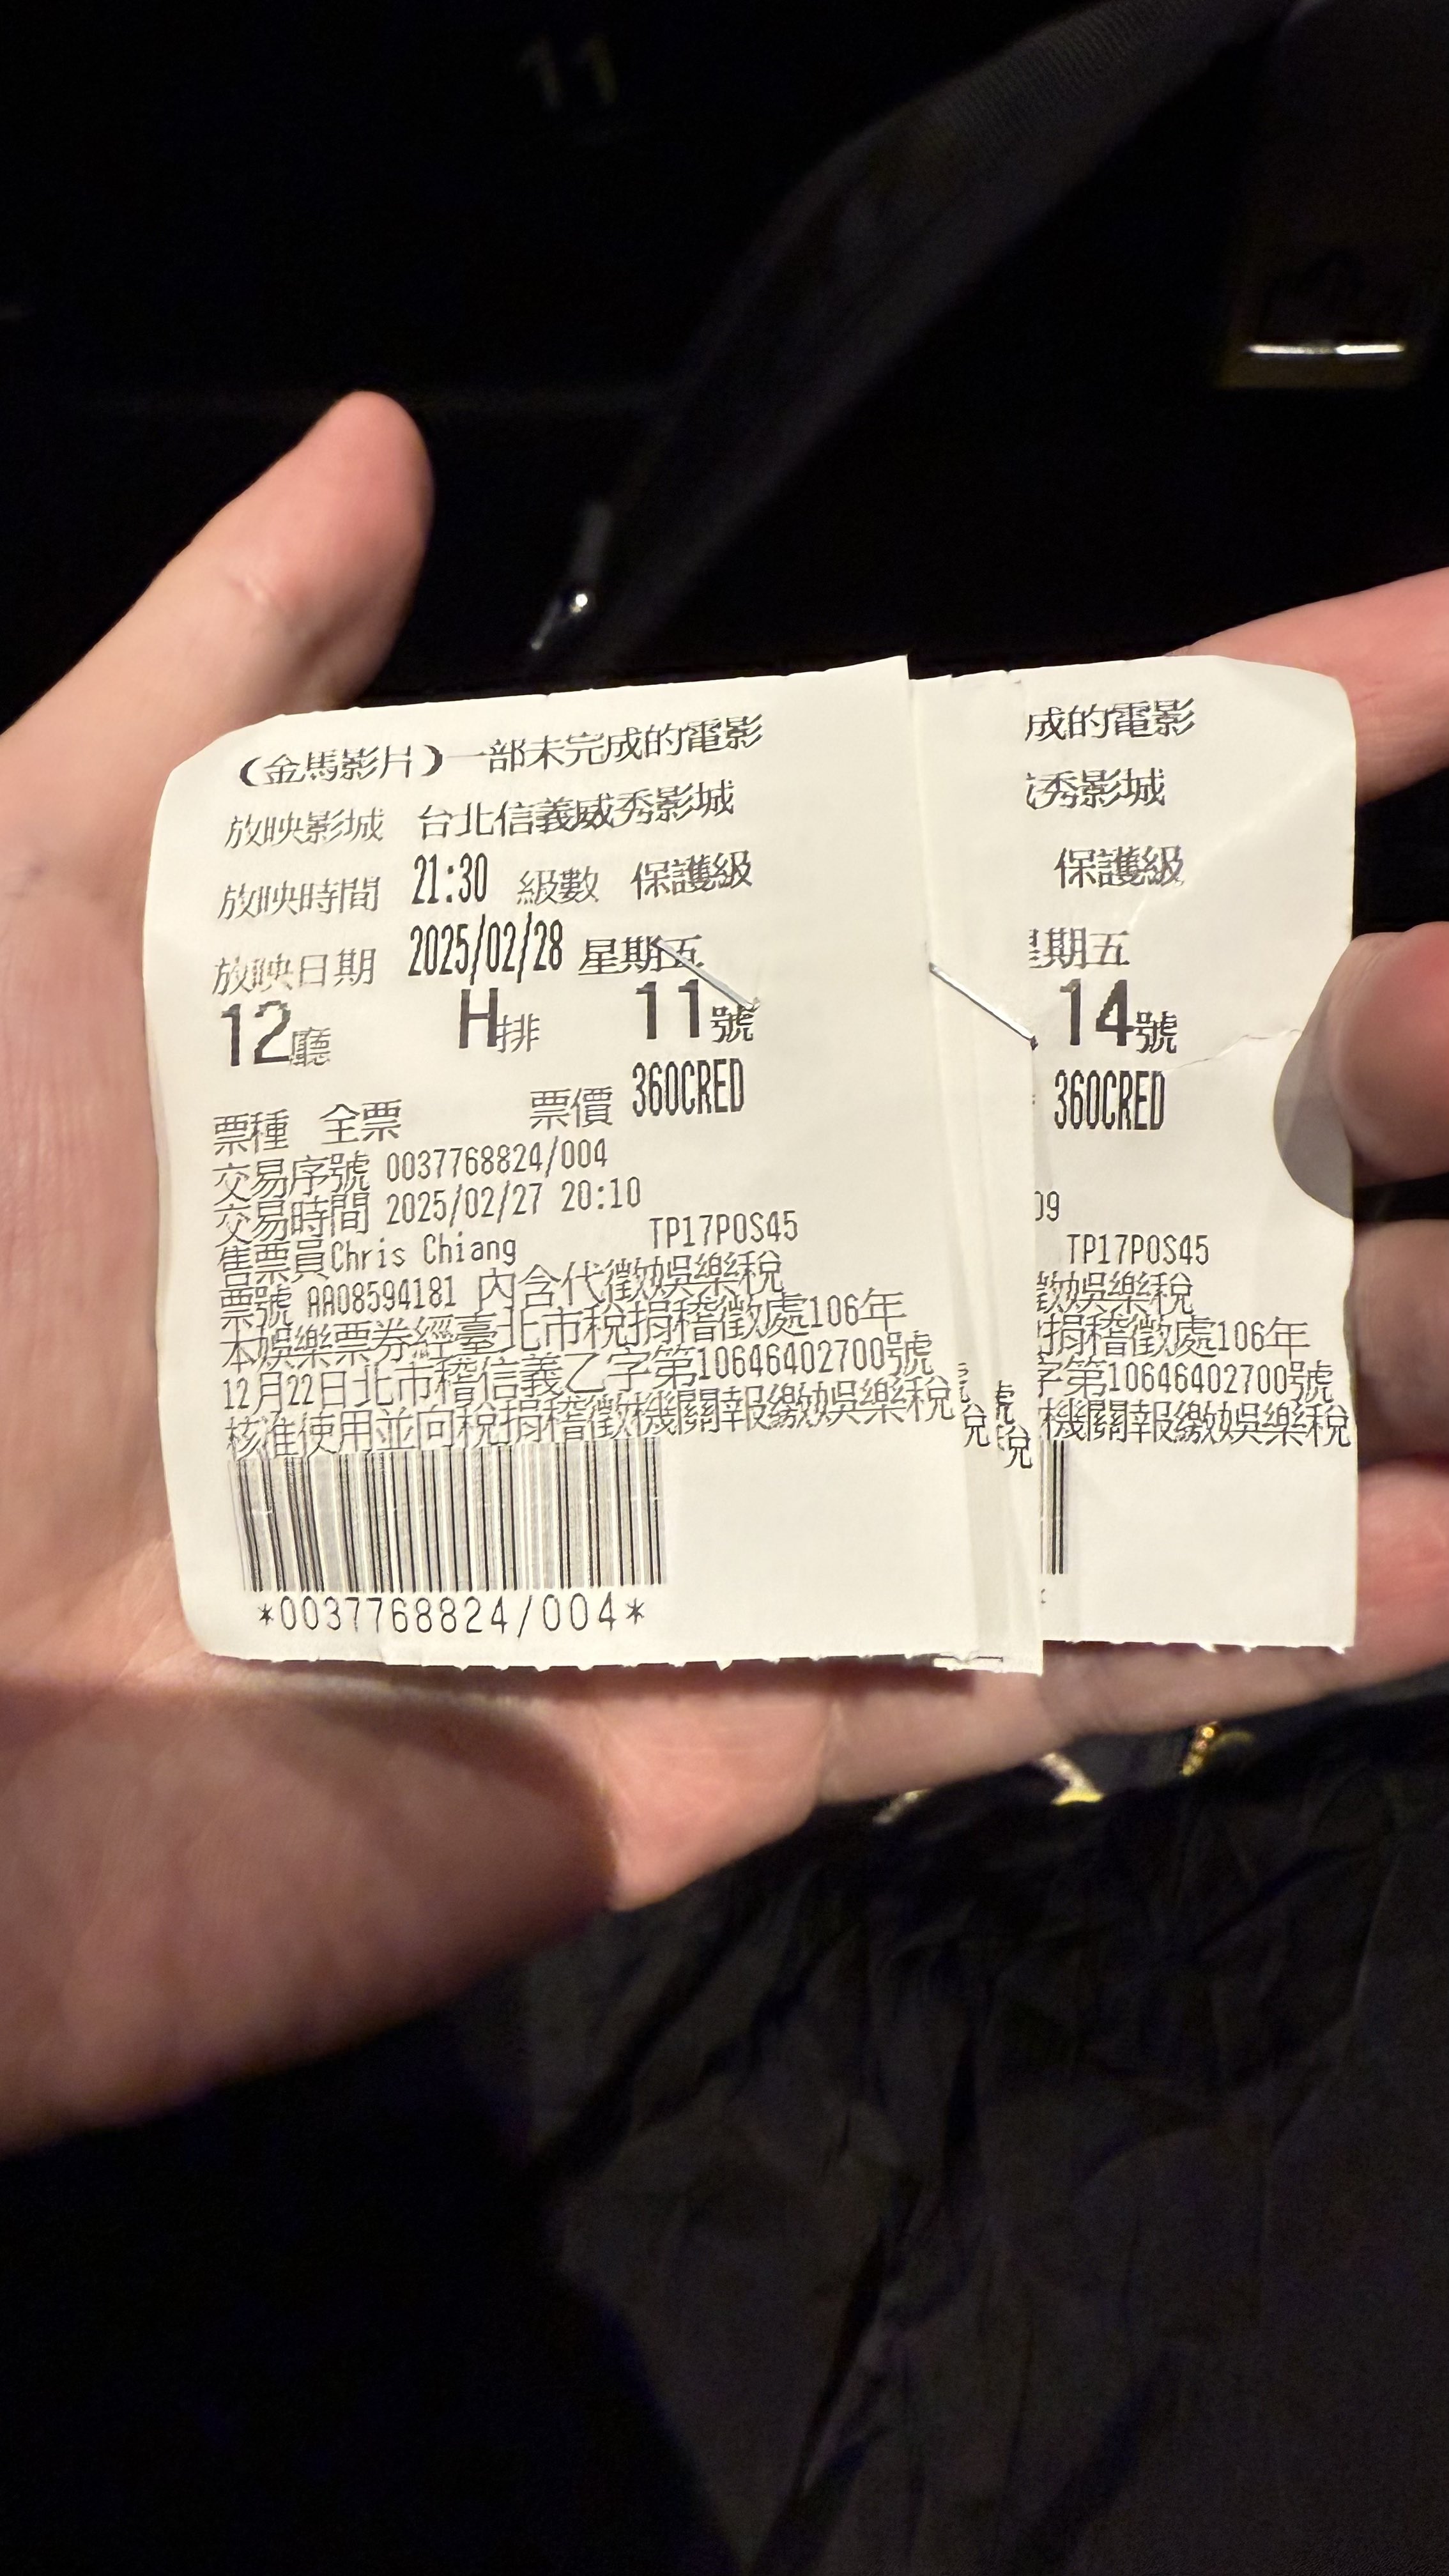 (金馬影片)一部未完成的電影
放映影城 台北信義威秀影城
放映時間 21:30 級數 保護級
放映日期 2025/02/28 星期五
12廳 H排 11號
票種 全票 票價 360CRED
交易序號 0037768824/004
交易時間 2025/02/27 20:10
售票員Chris Chiang TP17POS45
票號 AA08594181 內含代徵娛樂稅
本娛樂票券經臺北市稅捐稽徵處106年
12月22日北市稽信義乙字第10646402700號
核准使用並向稅捐稽徵機關報繳娛樂稅
*0037768824/004*
號
稅
號
稅
成的電影
秀影城
保護級
星期五
14號
360CRED
09
TP17POS45
徵娛樂稅
捐稽徵處106年
字第10646402700號
機關報繳娛樂稅
11